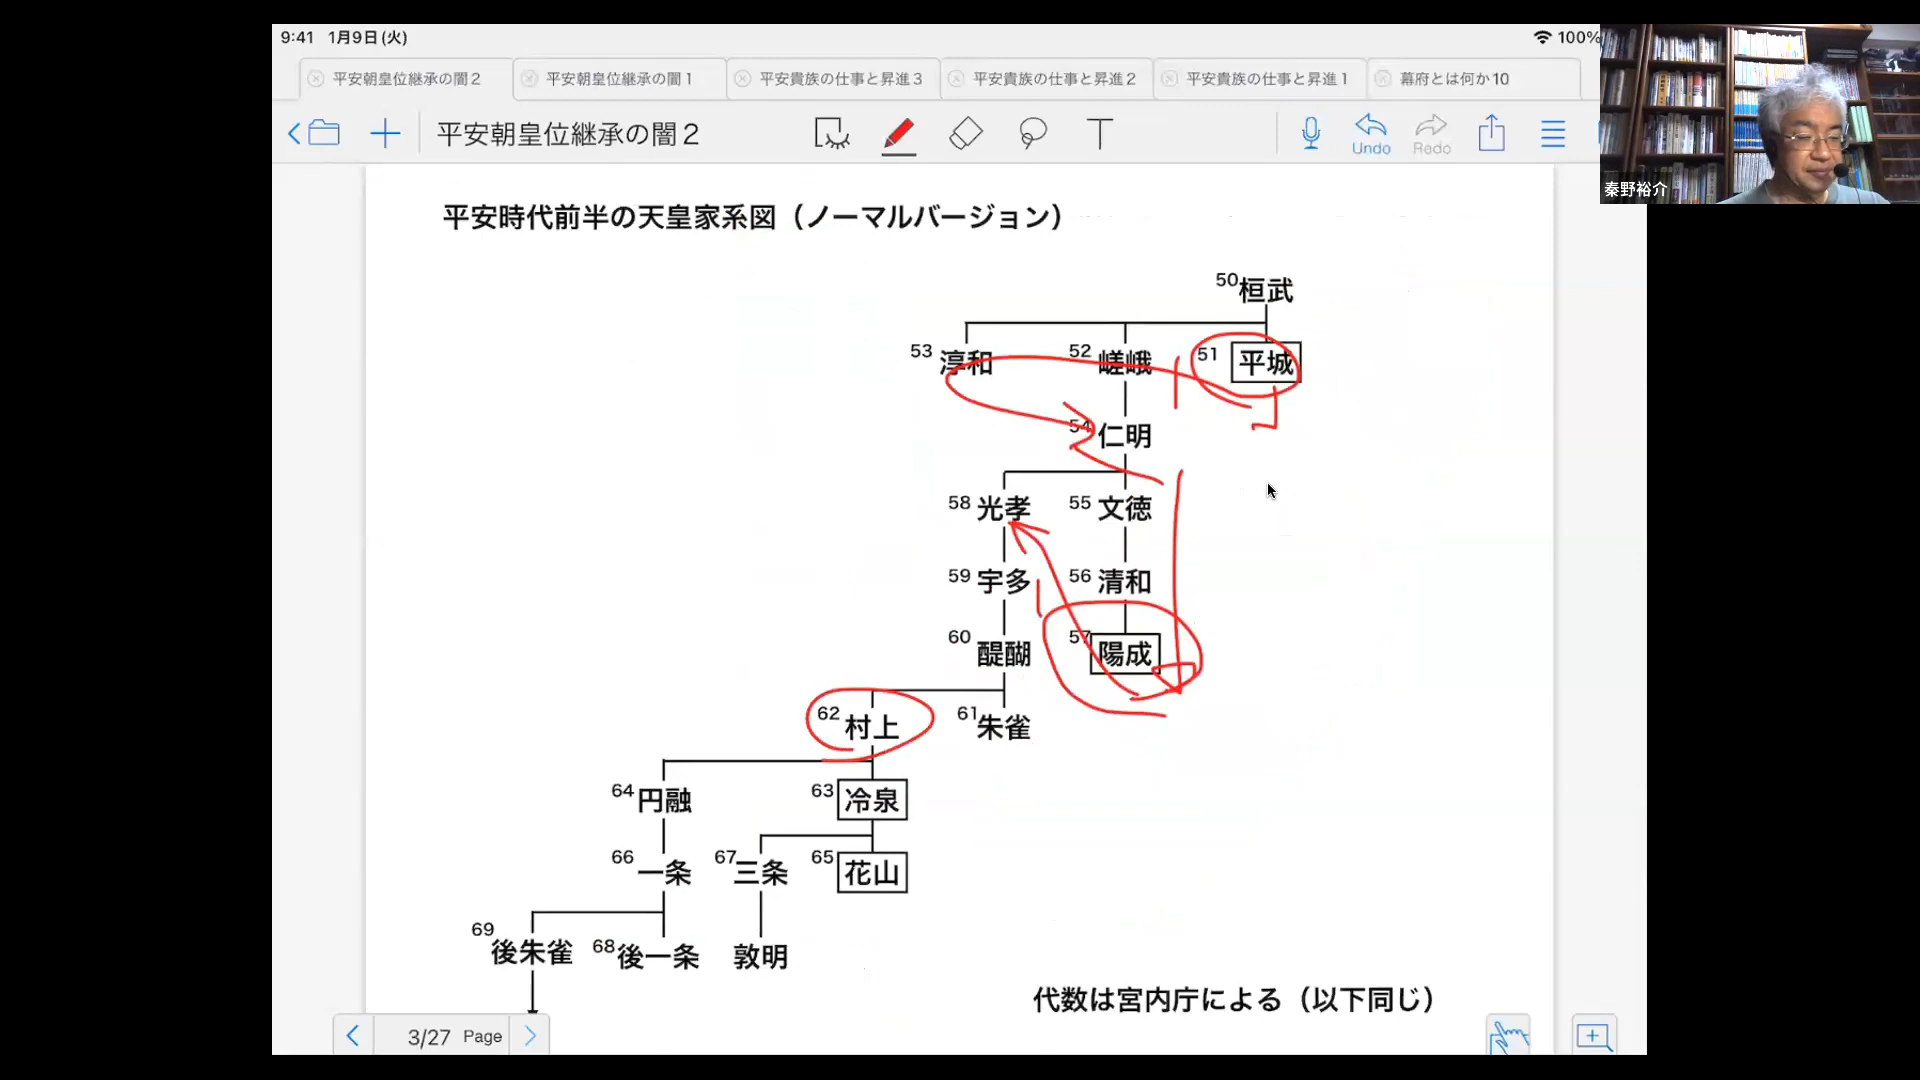 9:41 1月9日(火)
100%
平安朝皇位継承の闇2
平安朝皇位継承の闇1
平安貴族の仕事と昇進3
平安貴族の仕事と昇進2
平安貴族の仕事と昇進1
幕府とは何か10
平安朝皇位継承の闇2
Undo
Redo
秦野裕介
平安時代前半の天皇家系図（ノーマルバージョン）
50桓武
53淳和 52嵯峨 51平城
54仁明
58光孝 55文徳
59宇多 56清和
60醍醐 57陽成
62村上 61朱雀
64円融 63冷泉
66一条 67三条 65花山
69後朱雀 68後一条 敦明
代数は宮内庁による（以下同じ）
3/27 Page